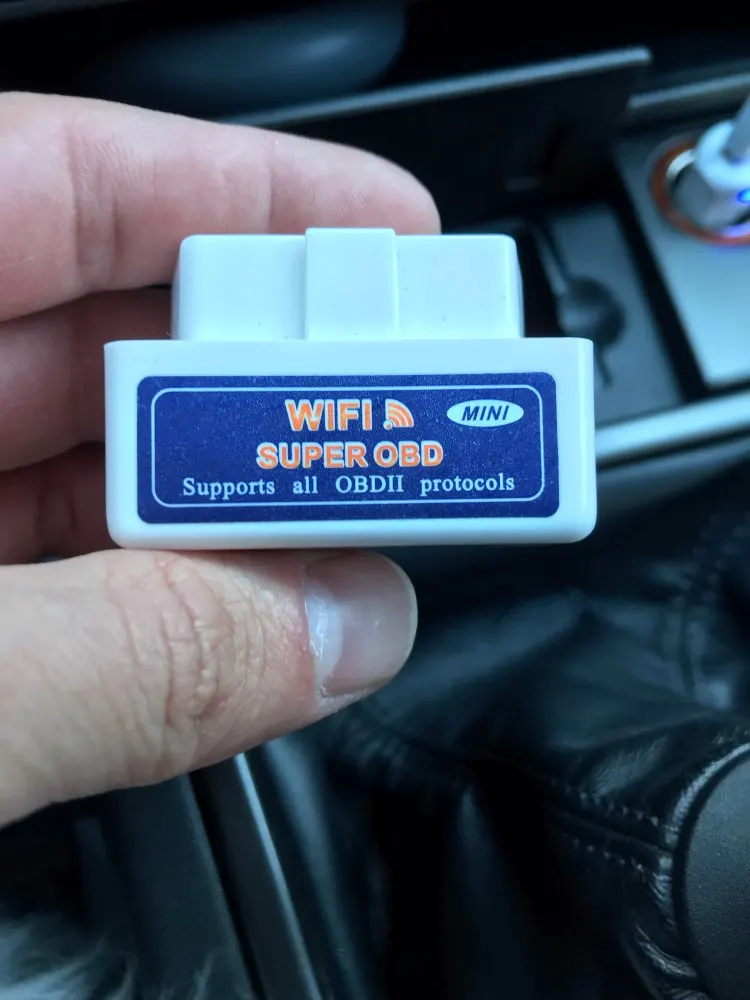 WIFI
MINI
SUPER OBD
Supports all OBDII protocols